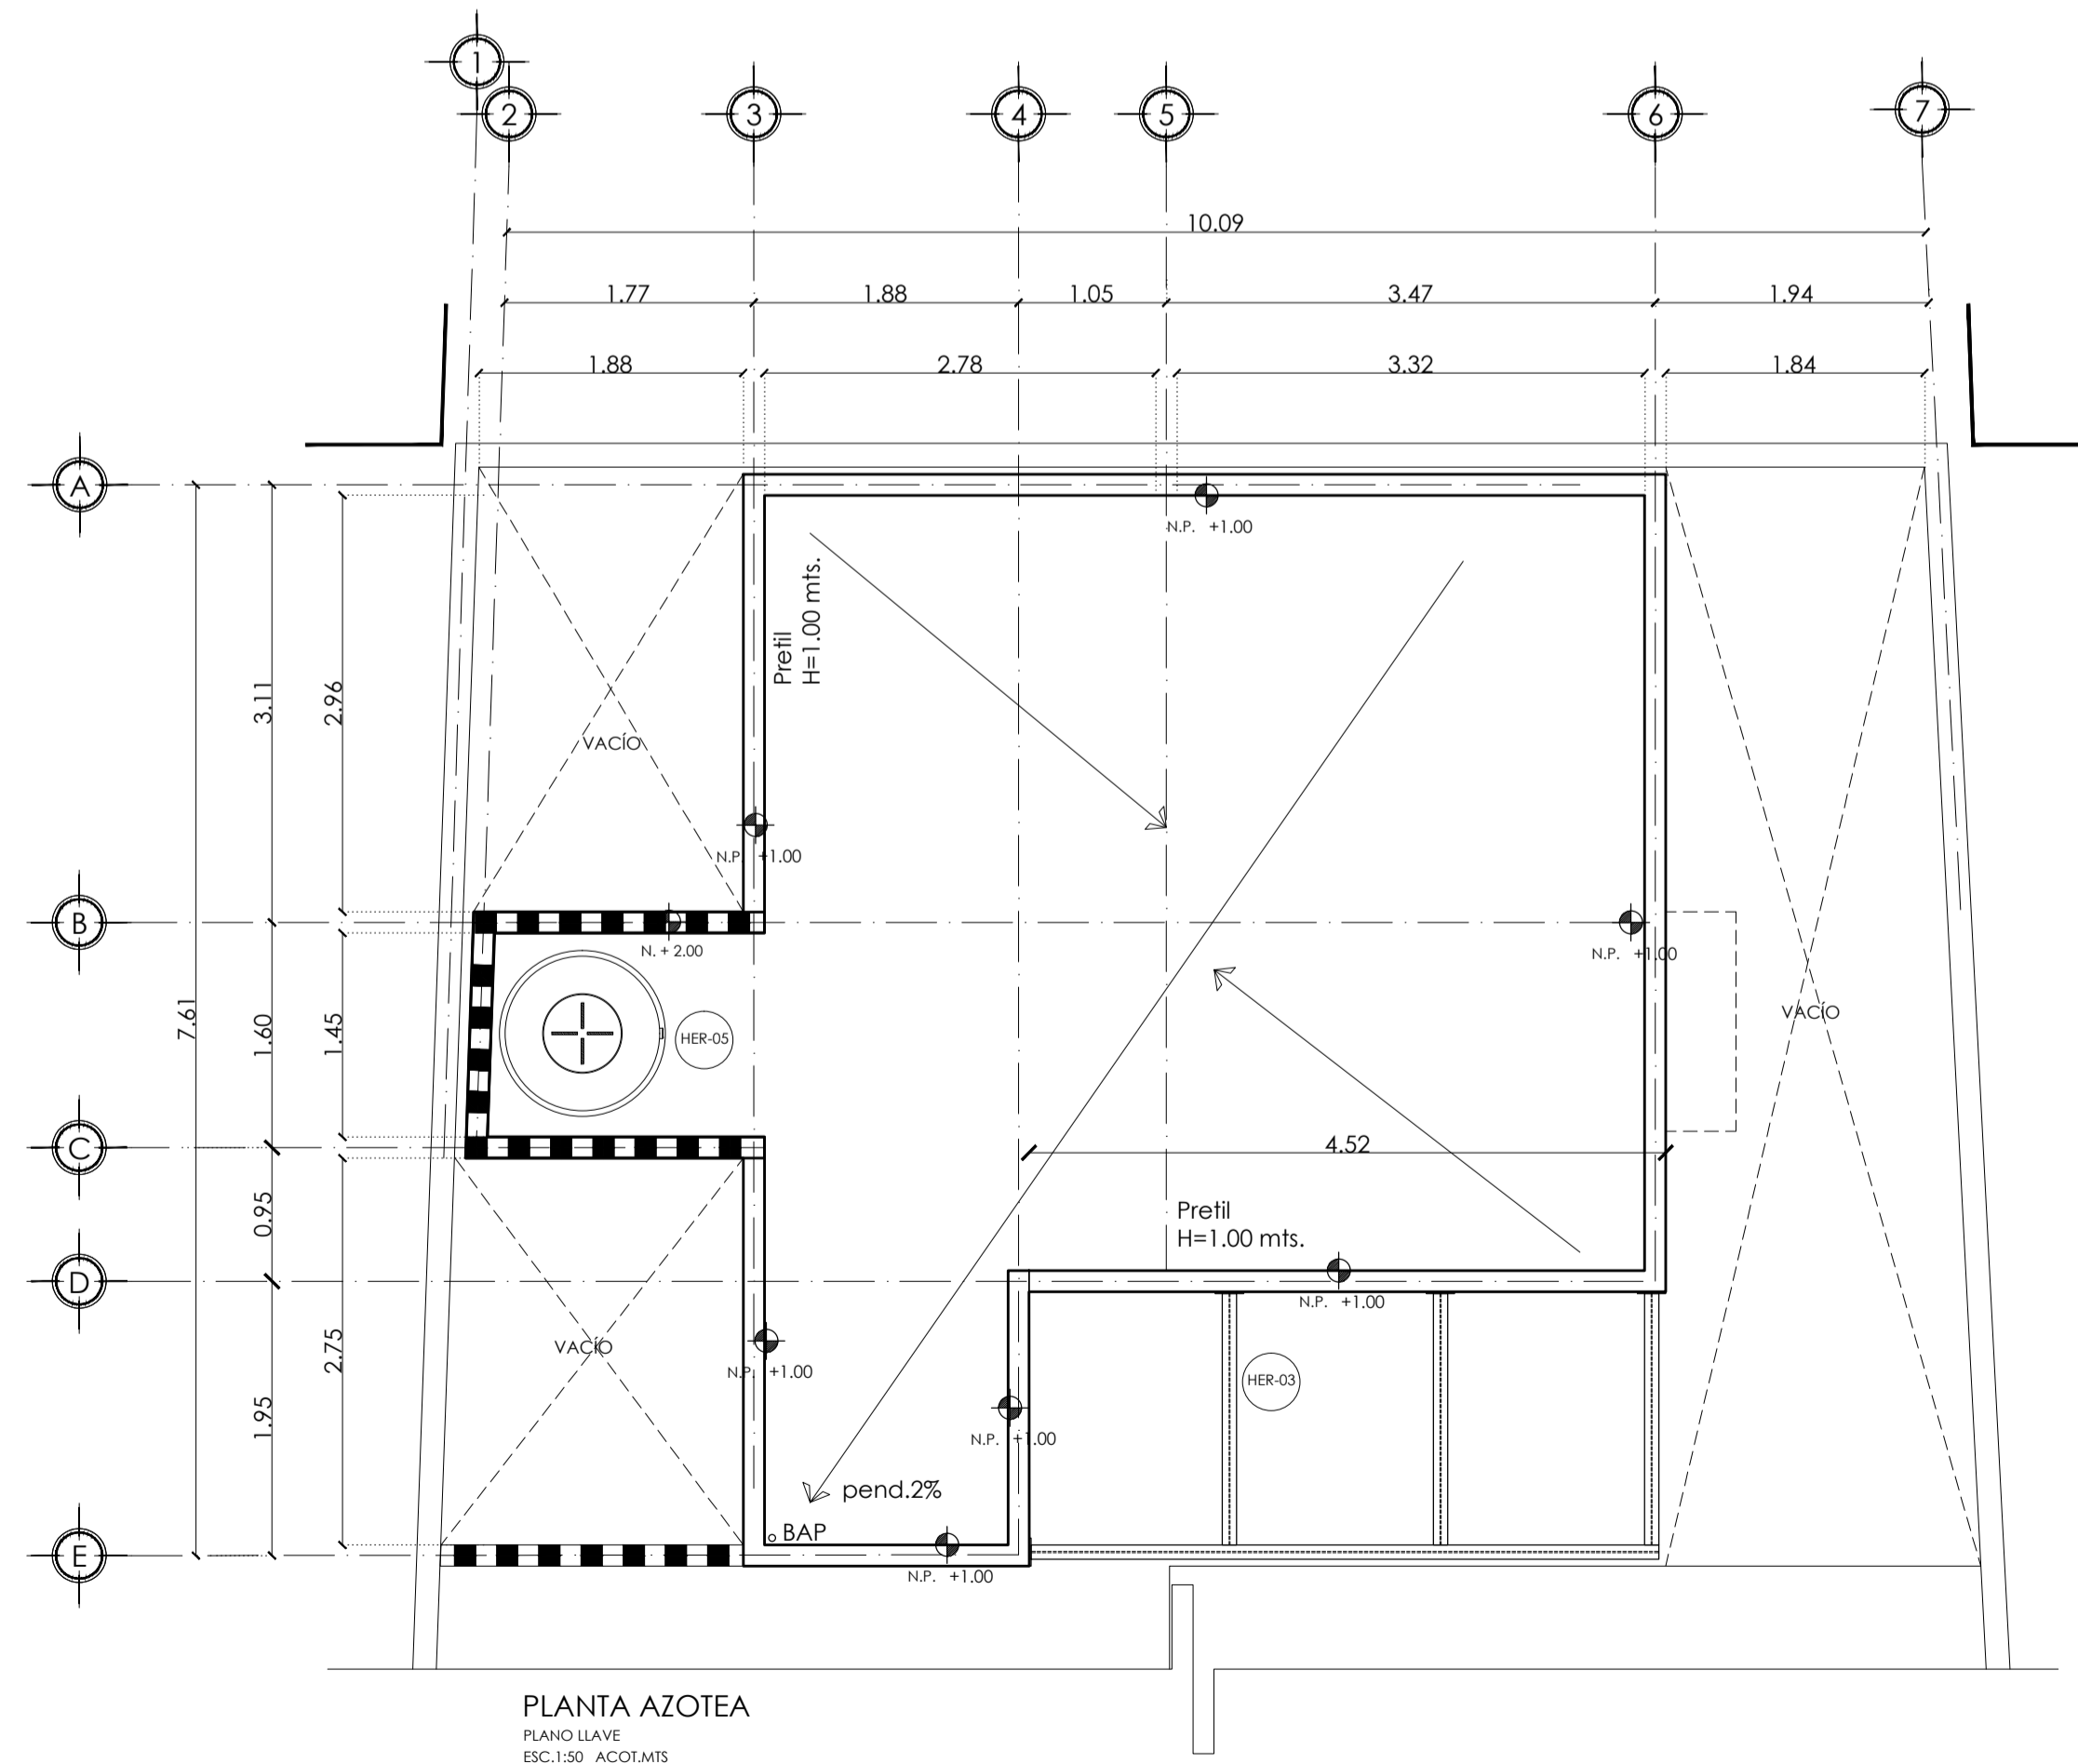 1
2
3
4
5
6
7
10.09
1.77
1.88
1.05
3.47
1.94
1.88
2.78
3.32
1.84
A
N.P. +1.00
Pretil
H=1.00 mts.
3.11
2.96
VACÍO
N.P. +1.00
B
N. + 2.00
N.P. +1.00
7.61
1.60
1.45
HER-05
VACÍO
C
4.52
0.95
Pretil
H=1.00 mts.
D
N.P. +1.00
2.75
VACÍO
N.P. +1.00
HER-03
1.95
N.P. +1.00
pend.2%
BAP
E
N.P. +1.00
PLANTA AZOTEA
PLANO LLAVE
ESC.1:50 ACOT.MTS